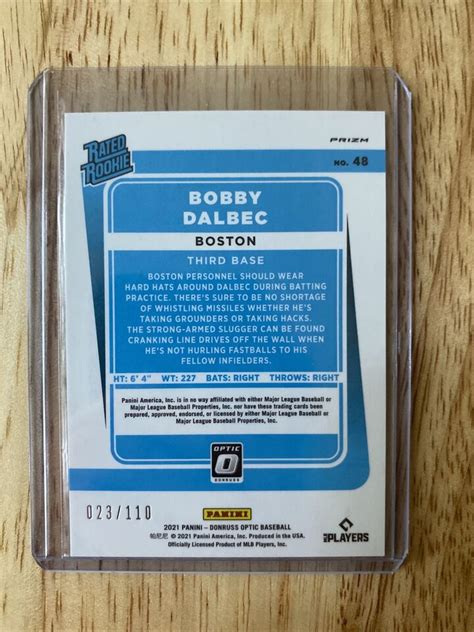 PRIZM
RATED
ROOKIE
NO. 48
BOBBY
DALBEC
BOSTON
THIRD BASE
BOSTON PERSONNEL SHOULD WEAR
HARD HATS AROUND DALBEC DURING BATTING
PRACTICE. THERE'S SURE TO BE NO SHORTAGE
OF WHISTLING MISSILES WHETHER HE'S
TAKING GROUNDERS OR TAKING HACKS.
THE STRONG-ARMED SLUGGER CAN BE FOUND
CRANKING LINE DRIVES OFF THE WALL WHEN
HE'S NOT HURLING FASTBALLS TO HIS
FELLOW INFIELDERS.
HT: 6' 4" WT: 227 BATS: RIGHT THROWS: RIGHT
Panini America, Inc. is in no way affiliated with either Major League Baseball or
Major League Baseball Properties, Inc. nor have these trading cards been
prepared, approved, endorsed, or licensed by either Major League Baseball or
Major League Baseball Properties, Inc.
OPTIC
DONRUSS
023/110
PANINI
2021 PANINI – DONRUSS OPTIC BASEBALL
帕尼尼 © 2021 Panini America, Inc. Produced in the USA.
Officially Licensed Product of MLB Players, Inc.
MLB PLAYERS